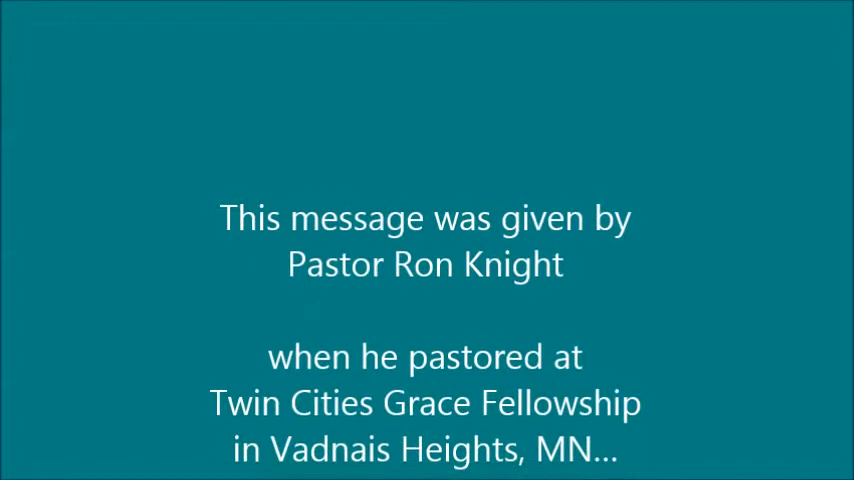 This message was given by
Pastor Ron Knight
when he pastored at
Twin Cities Grace Fellowship
in Vadnais Heights, MN...